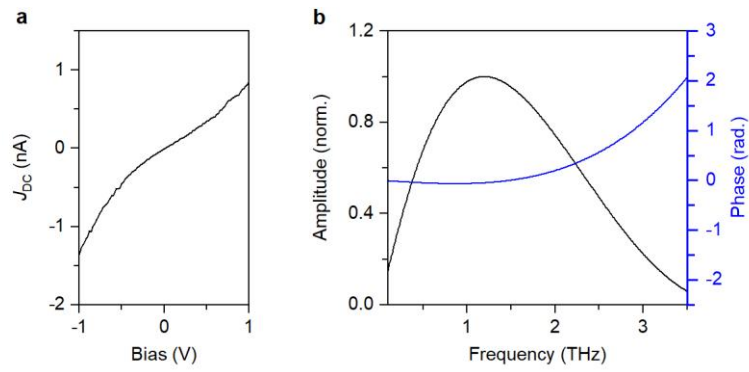 a
1
0
-1
-2
J_DC (nA)
-1
0
1
Bias (V)
b
1.2
0.8
0.4
0.0
Amplitude (norm.)
1
2
3
Frequency (THz)
3
2
1
0
-1
-2
Phase (rad.)